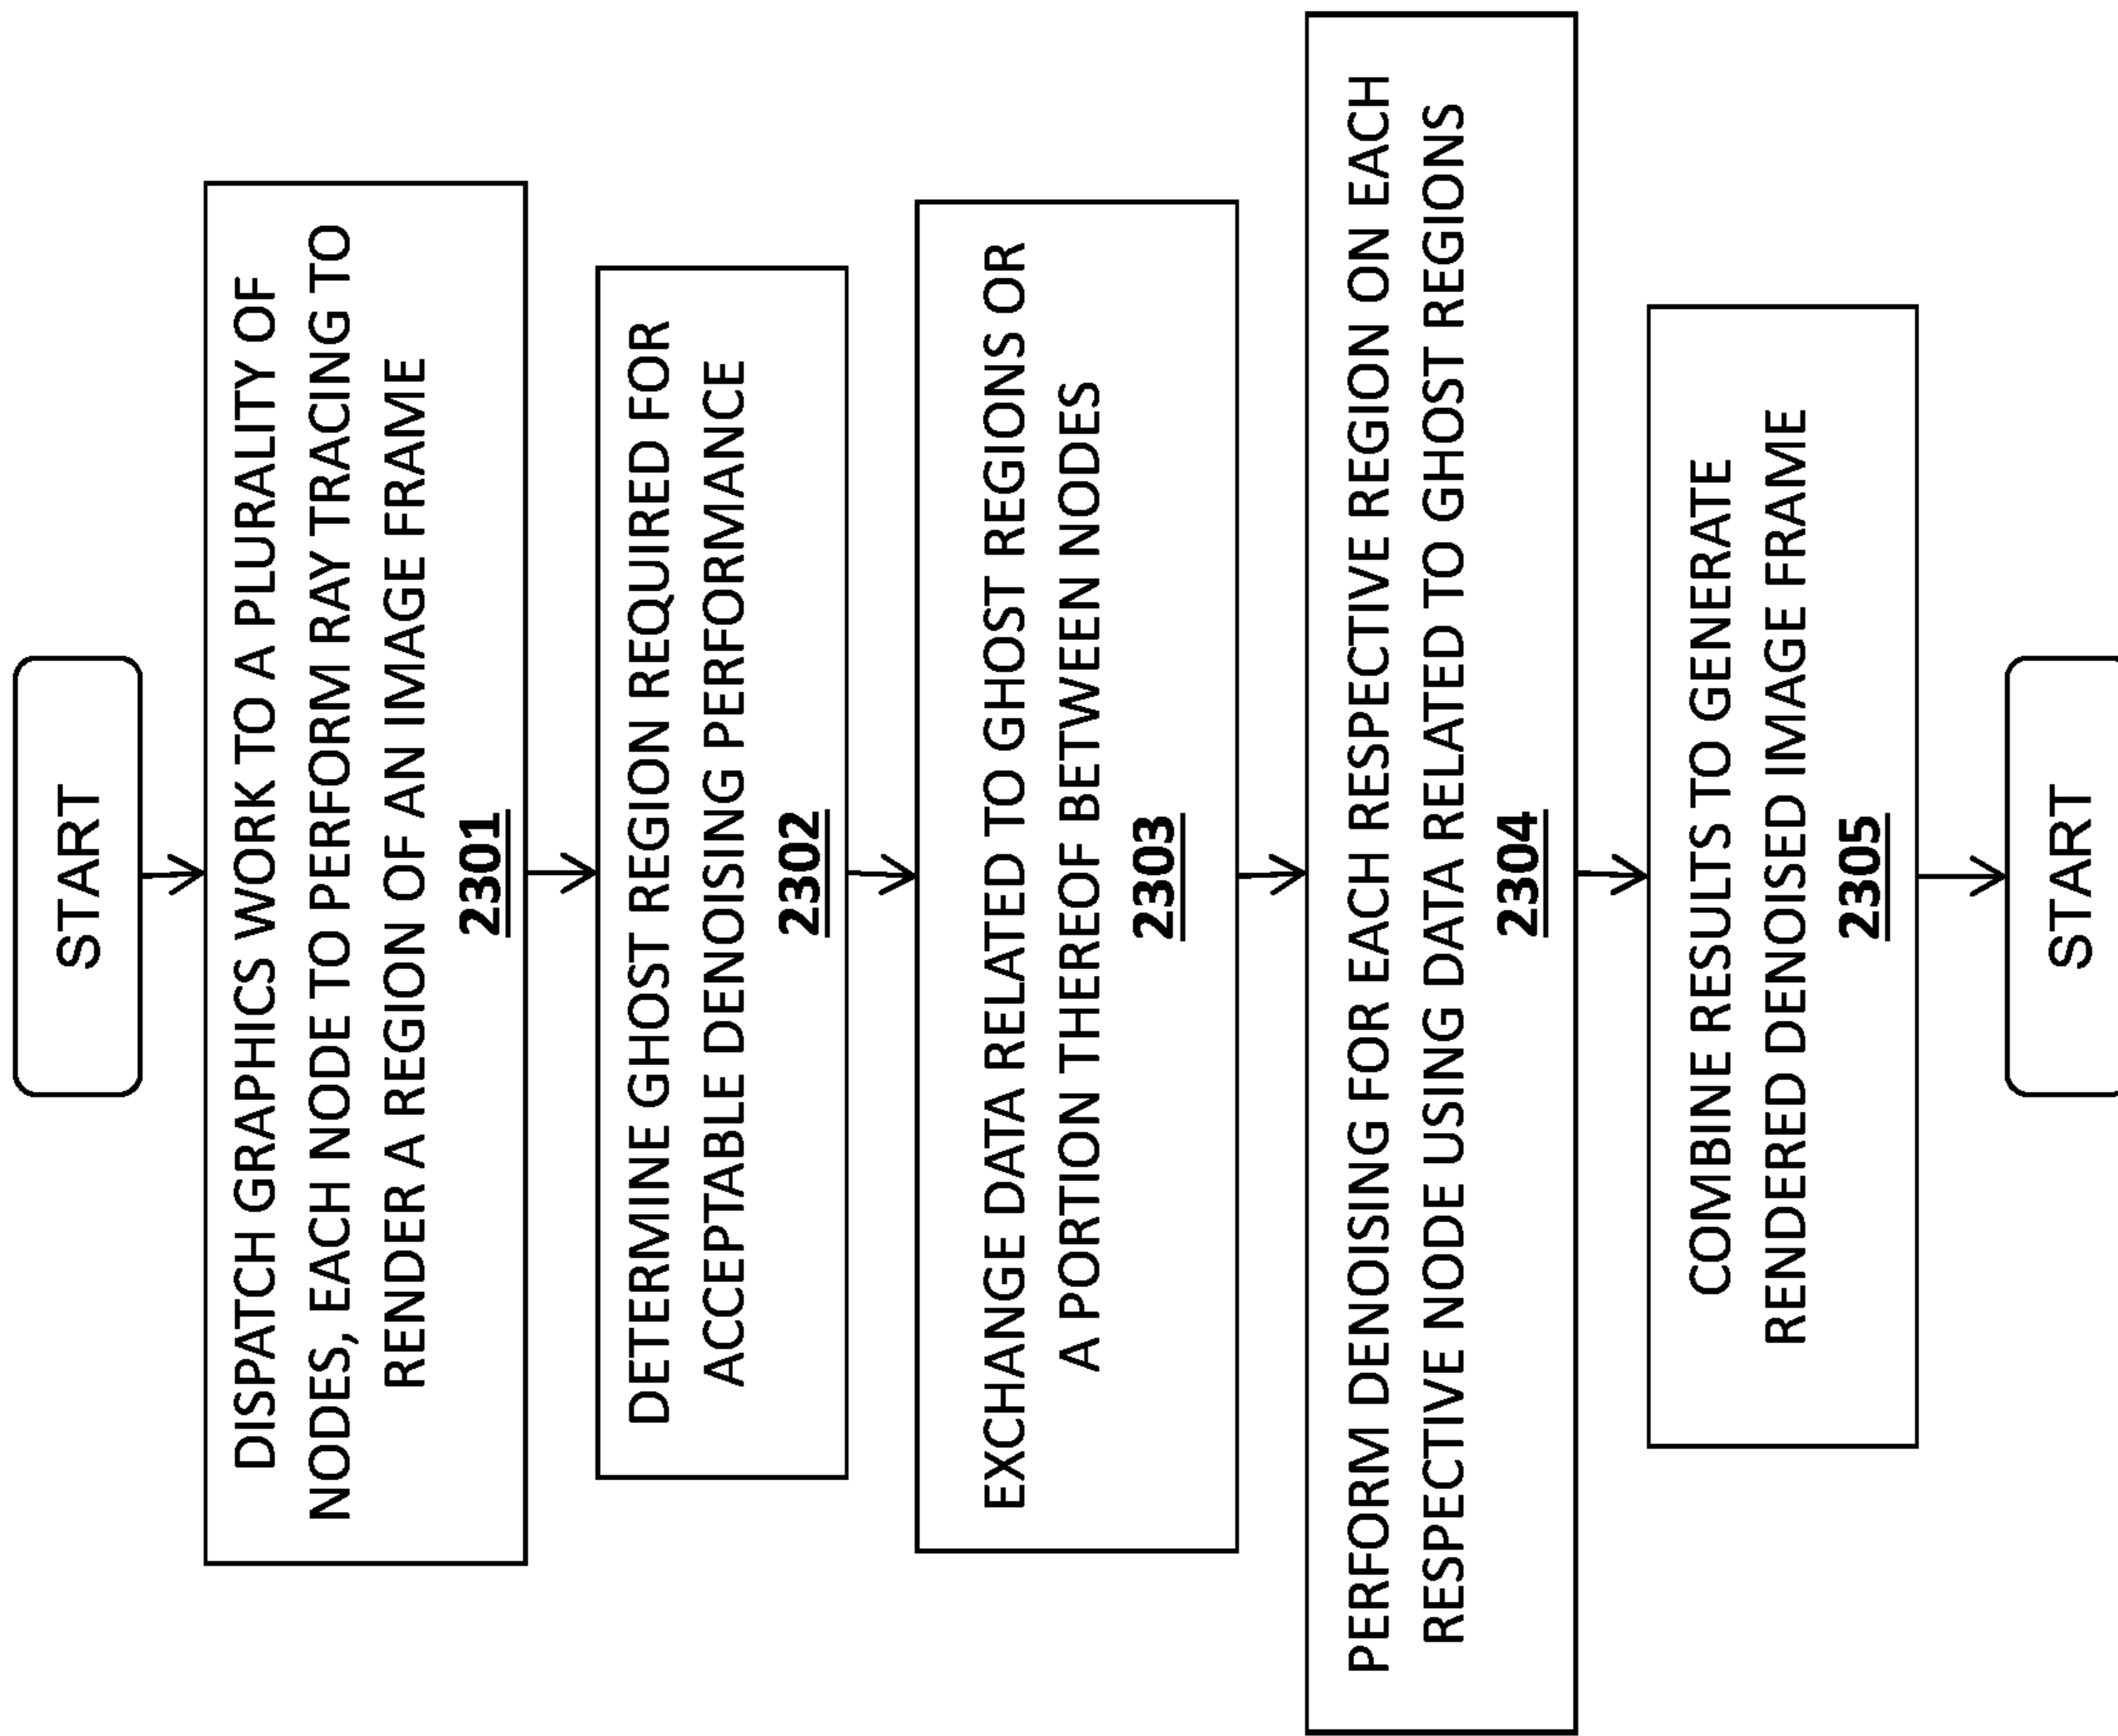 START
DISPATCH GRAPHICS WORK TO A PLURALITY OF
NODES, EACH NODE TO PERFORM RAY TRACING TO
RENDER A REGION OF AN IMAGE FRAME
2301
DETERMINE GHOST REGION REQUIRED FOR
ACCEPTABLE DENOISING PERFORMANCE
2302
EXCHANGE DATA RELATED TO GHOST REGIONS OR
A PORTION THEREOF BETWEEN NODES
2303
PERFORM DENOISING FOR EACH RESPECTIVE REGION ON EACH
RESPECTIVE NODE USING DATA RELATED TO GHOST REGIONS
2304
COMBINE RESULTS TO GENERATE
RENDERED DENOISED IMAGE FRAME
2305
START